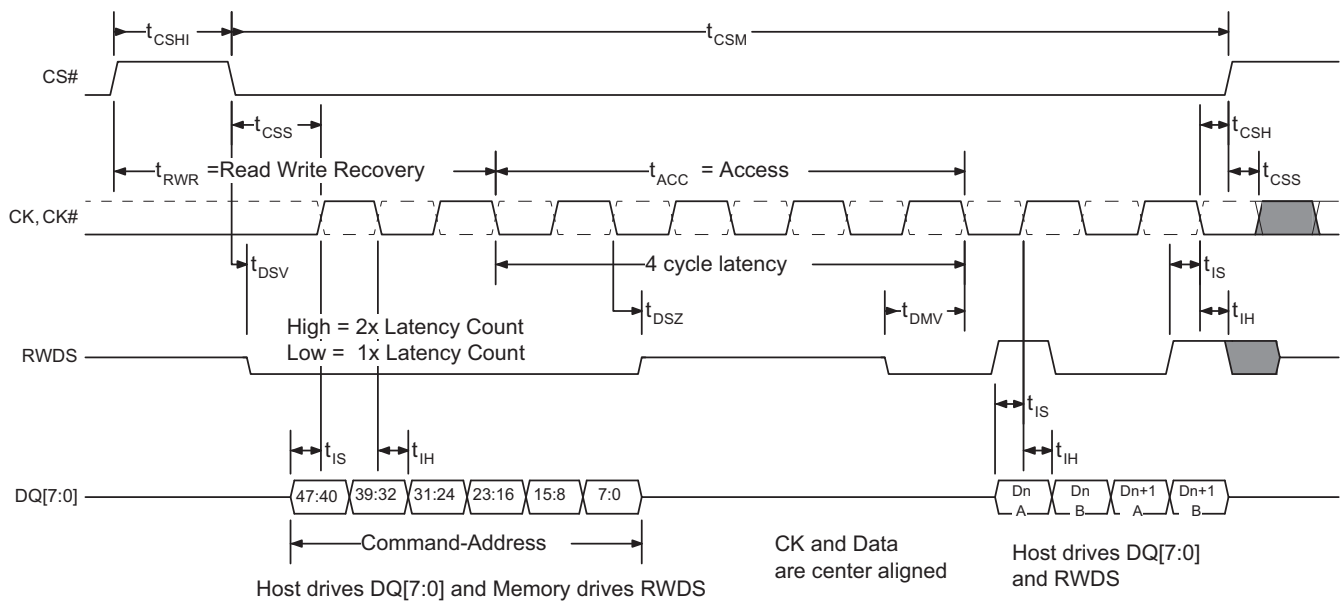 tCSHI
tCSM
CS#
tCSS
tCSH
tRWR =Read Write Recovery
tACC = Access
tCSS
CK, CK#
tDSV
4 cycle latency
tIS
tDSZ
tDMV
tIH
High = 2x Latency Count
Low = 1x Latency Count
RWDS
tIS
tIS
tIH
tIH
DQ[7:0]
47:40 39:32 31:24 23:16 15:8 7:0
Dn A
Dn B
Dn+1 A
Dn+1 B
Command-Address
CK and Data
are center aligned
Host drives DQ[7:0]
and RWDS
Host drives DQ[7:0] and Memory drives RWDS